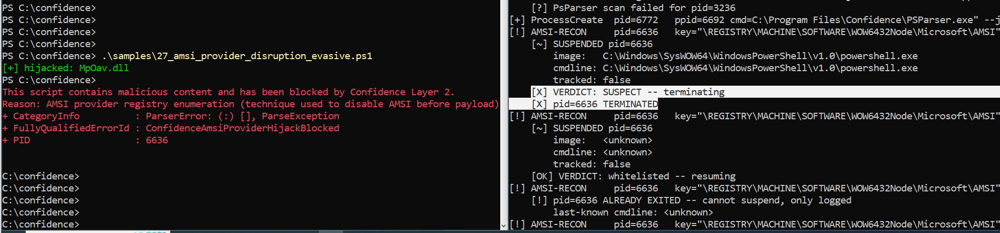 PS C:\confidence>
PS C:\confidence>
PS C:\confidence>
PS C:\confidence>
PS C:\confidence> .\samples\27_amsi_provider_disruption_evasive.ps1
[+] hijacked: MpOav.dll
PS C:\confidence>
This script contains malicious content and has been blocked by Confidence Layer 2.
Reason: AMSI provider registry enumeration (technique used to disable AMSI before payload)
+ CategoryInfo : ParserError: (:) [], ParseException
+ FullyQualifiedErrorId : ConfidenceAmsiProviderHijackBlocked
+ PID : 6636
C:\confidence>
C:\confidence>
C:\confidence>
C:\confidence>
C:\confidence>
[?] PsParser scan failed for pid=3236
[+] ProcessCreate pid=6772 ppid=6692 cmd=C:\Program Files\Confidence\PSParser.exe" --j
[!] AMSI-RECON pid=6636 key="\REGISTRY\MACHINE\SOFTWARE\WOW6432Node\Microsoft\AMSI"
[~] SUSPENDED pid=6636
image: C:\Windows\SysWOW64\WindowsPowerShell\v1.0\powershell.exe
cmdline: C:\Windows\SysWOW64\WindowsPowerShell\v1.0\powershell.exe
tracked: false
[X] VERDICT: SUSPECT -- terminating
[X] pid=6636 TERMINATED
[!] AMSI-RECON pid=6636 key="\REGISTRY\MACHINE\SOFTWARE\WOW6432Node\Microsoft\AMSI"
[~] SUSPENDED pid=6636
image: <unknown>
cmdline: <unknown>
tracked: false
[OK] VERDICT: whitelisted -- resuming
[!] AMSI-RECON pid=6636 key="\REGISTRY\MACHINE\SOFTWARE\WOW6432Node\Microsoft\AMSI"
[!] pid=6636 ALREADY EXITED -- cannot suspend, only logged
last-known cmdline: <unknown>
[!] AMSI-RECON pid=6636 key="\REGISTRY\MACHINE\SOFTWARE\WOW6432Node\Microsoft\AMSI"